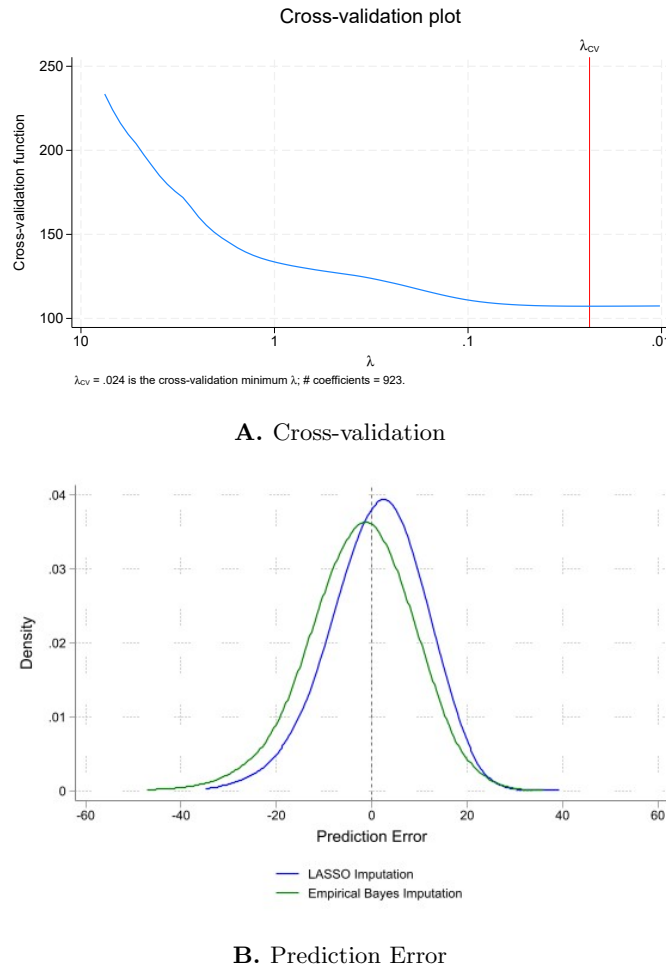 Cross-validation plot
λCV
250
200
150
100
Cross-validation function
10 1 .1 .01
λ
λCV = .024 is the cross-validation minimum λ; # coefficients = 923.
A. Cross-validation
.04
.03
.02
.01
0
Density
-60 -40 -20 0 20 40 60
Prediction Error
LASSO Imputation
Empirical Bayes Imputation
B. Prediction Error